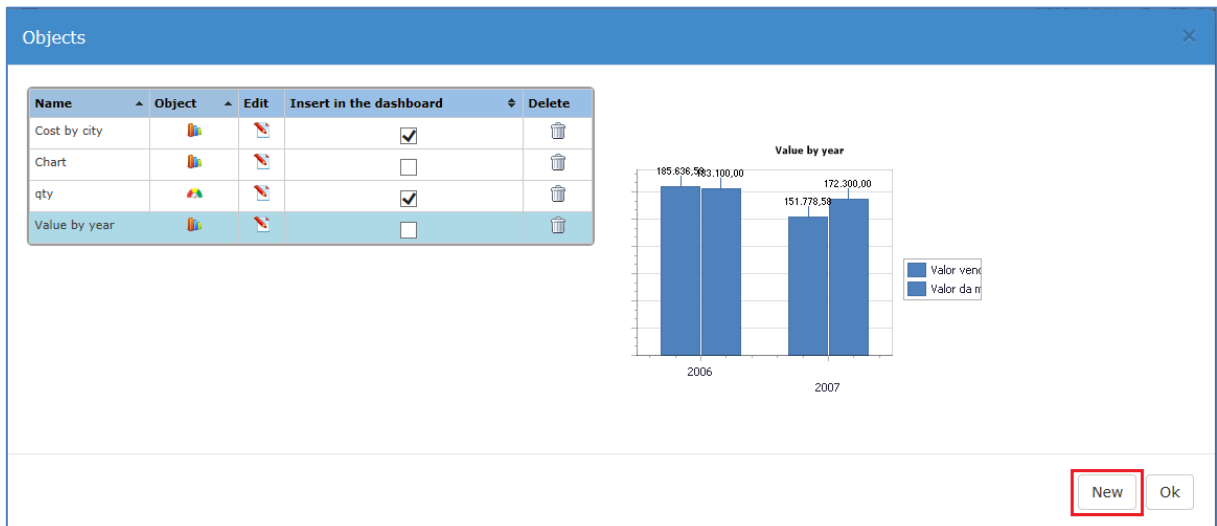 Objects
Name Object Edit Insert in the dashboard Delete
Cost by city
Chart
qty
Value by year
Value by year
185.636,58 183.100,00
151.778,58 172.300,00
2006
2007
Valor venc
Valor da m
New Ok